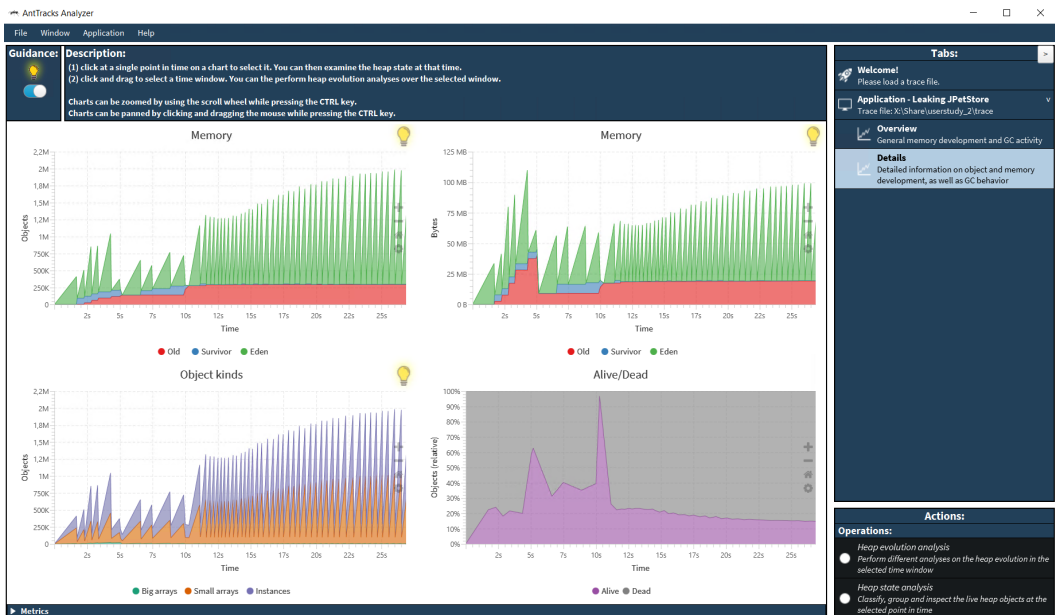 AntTracks Analyzer
File Window Application Help
Guidance:
Description:
(1) click at a single point in time on a chart to select it. You can then examine the heap state at that time.
(2) click and drag to select a time window. You can the perform heap evolution analyses over the selected window.
Charts can be zoomed by using the scroll wheel while pressing the CTRL key.
Charts can be panned by clicking and dragging the mouse while pressing the CTRL key.
Memory
Objects
2,2M
2M
1,8M
1,5M
1,2M
1M
750K
500K
250K
0
2s 5s 7s 10s 12s 15s 17s 20s 22s 25s
Time
Old Survivor Eden
Memory
Bytes
125 MB
100 MB
75 MB
50 MB
25 MB
0 B
2s 5s 7s 10s 12s 15s 17s 20s 22s 25s
Time
Old Survivor Eden
Object kinds
Objects
2,2M
2M
1,8M
1,5M
1,2M
1M
750K
500K
250K
0
2s 5s 7s 10s 12s 15s 17s 20s 22s 25s
Time
Big arrays Small arrays Instances
Alive/Dead
Objects (relative)
100%
90%
80%
70%
60%
50%
40%
30%
20%
10%
0%
2s 5s 7s 10s 12s 15s 17s 20s 22s 25s
Time
Alive Dead
Metrics
Tabs:
>
Welcome!
Please load a trace file.
Application - Leaking JPetStore
Trace file: X:\Share\userstudy_2\trace
Overview
General memory development and GC activity
Details
Detailed information on object and memory
development, as well as GC behavior
Actions:
Operations:
Heap evolution analysis
Perform different analyses on the heap evolution in the
selected time window
Heap state analysis
Classify, group and inspect the live heap objects at the
selected point in time